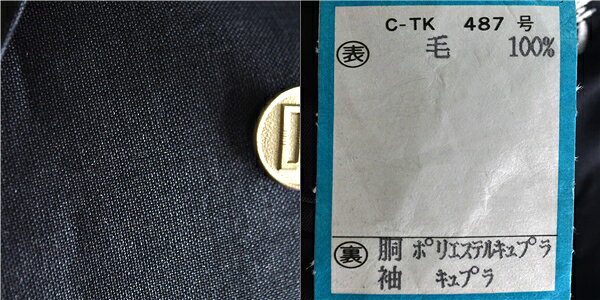 C-TK 487 号
表 毛 100%
裏 胴 ポリエステルキュプラ
袖 キュプラ